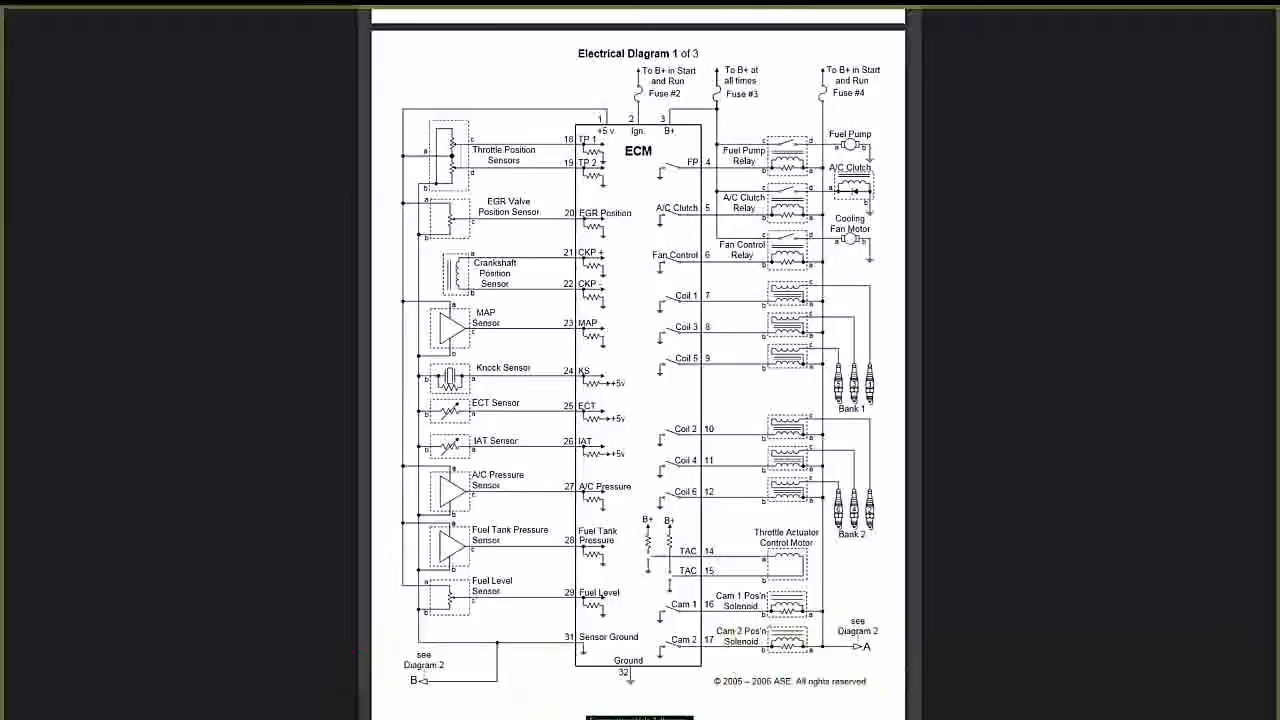 Electrical Diagram 1 of 3
To B+ in Start
and Run
Fuse #2
To B+ at
all times
Fuse #3
To B+ in Start
and Run
Fuse #4
1
+5 v
2
Ign.
3
B+
ECM
Throttle Position
Sensors
a
b
c
d
18 TP 1
19 TP 2
EGR Valve
Position Sensor
a
b
c
20 EGR Position
Crankshaft
Position
Sensor
a
b
21 CKP +
22 CKP -
MAP
Sensor
a
b
c
23 MAP
Knock Sensor
b
a
24 KS
+5v
ECT Sensor
b
a
25 ECT
+5v
IAT Sensor
b
a
26 IAT
+5v
A/C Pressure
Sensor
a
b
c
27 A/C Pressure
Fuel Tank Pressure
Sensor
a
b
c
28 Fuel Tank
Pressure
Fuel Level
Sensor
a
b
c
29 Fuel Level
31 Sensor Ground
see
Diagram 2
B
Ground
32
FP 4
Fuel Pump
Relay
c d
b a
Fuel Pump
a b
A/C Clutch 5
A/C Clutch
Relay
c d
b a
A/C Clutch
a
b
Fan Control 6
Fan Control
Relay
c d
b a
Cooling
Fan Motor
a b
Coil 1 7
c
b a
Coil 3 8
c
b a
Coil 5 9
c
b a
5 3 1
Bank 1
Coil 2 10
c
b a
Coil 4 11
c
b a
Coil 6 12
c
b a
6 4 2
Bank 2
B+ B+
TAC 14
TAC 15
Throttle Actuator
Control Motor
a
b
Cam 1 16
Cam 1 Pos'n
Solenoid
b a
Cam 2 17
Cam 2 Pos'n
Solenoid
b a
see
Diagram 2
A
© 2005 – 2006 ASE. All rights reserved